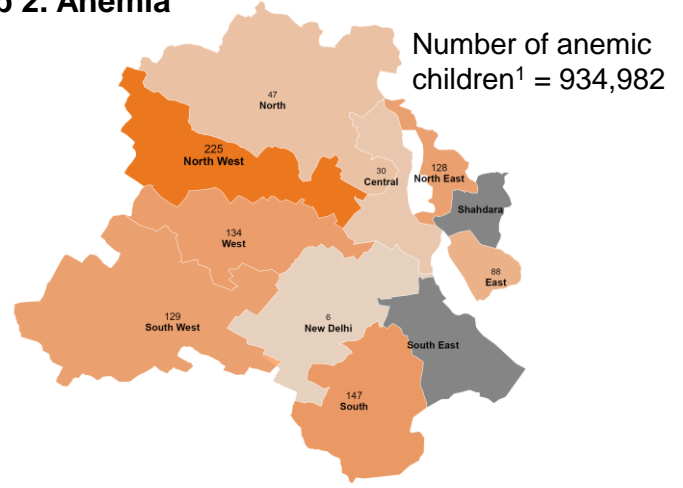 2. Anemia
Number of anemic
children¹ = 934,982
47
North
225
North West
30
Central
128
North East
Shahdara
134
West
88
East
129
South West
6
New Delhi
South East
147
South